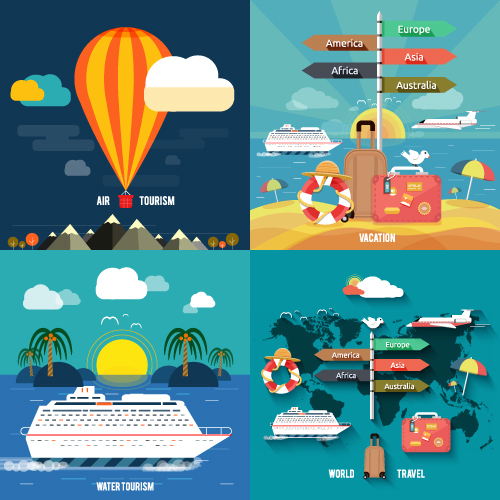 AIR TOURISM
Europe
America
Asia
Africa
Australia
VACATION
WATER TOURISM
Europe
America
Asia
Africa
Australia
WORLD TRAVEL